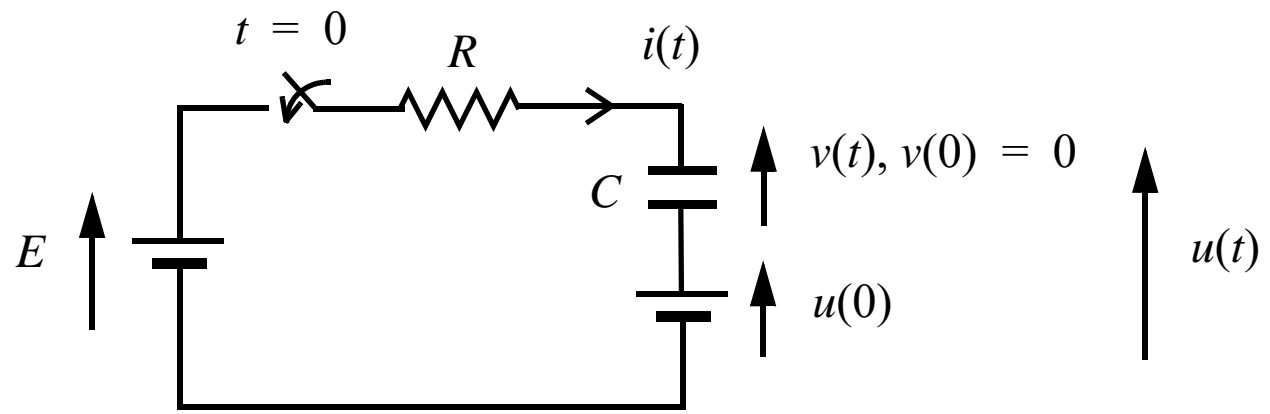 t = 0
R
i(t)
v(t), v(0) = 0
C
E
u(t)
u(0)